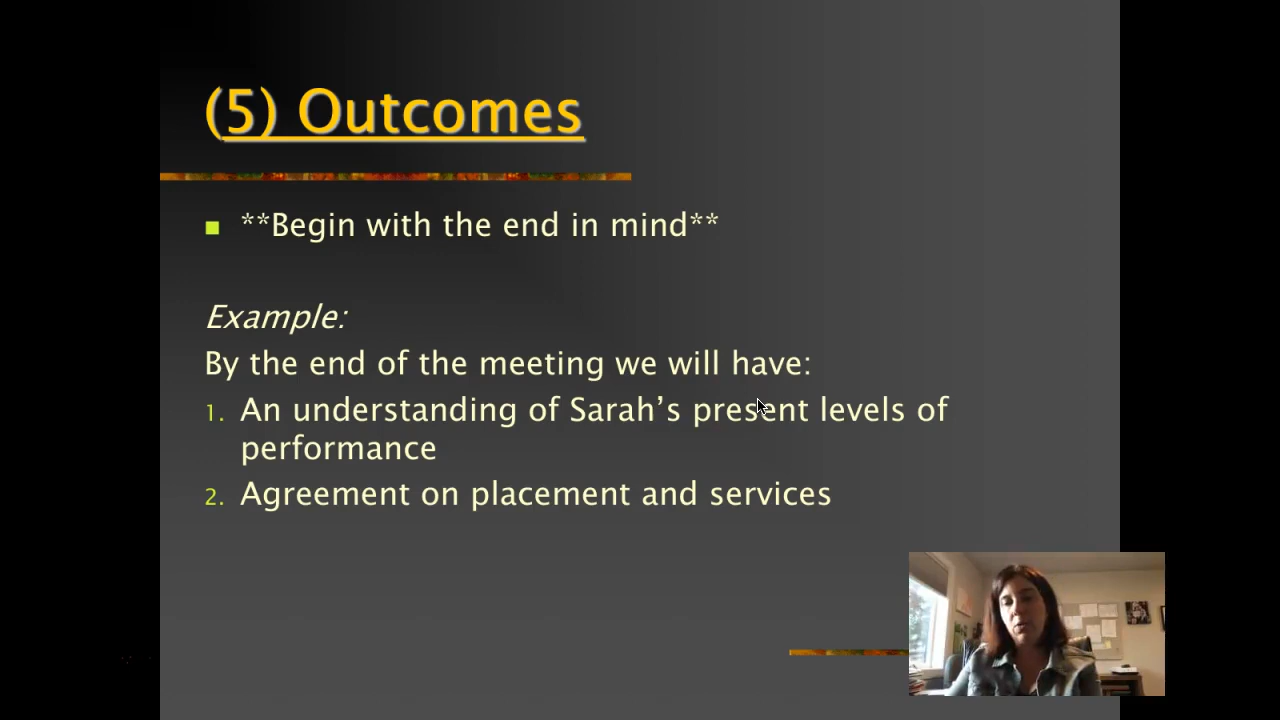 (5) Outcomes
**Begin with the end in mind**
Example:
By the end of the meeting we will have:
1. An understanding of Sarah’s present levels of
performance
2. Agreement on placement and services